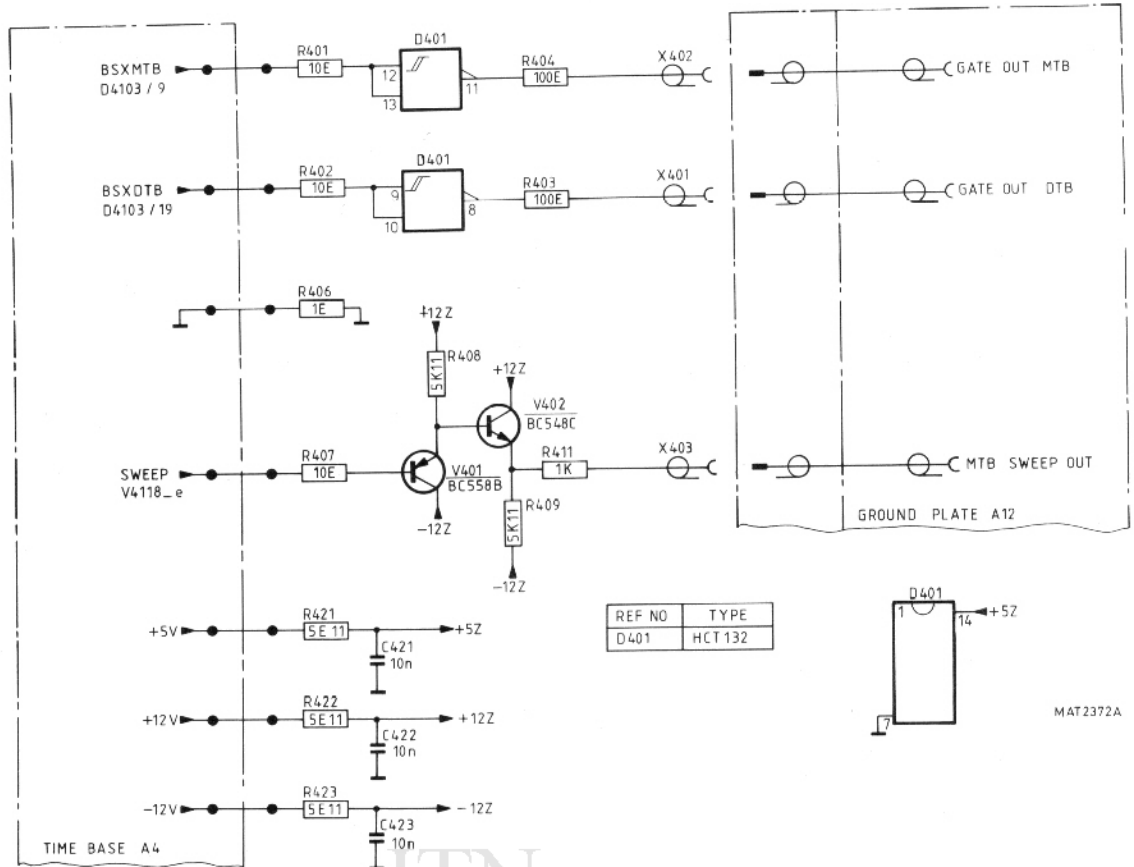 BSXMTB
D4103 / 9
R401
10E
D401
12
13
11
R404
100E
X402
GATE OUT MTB
BSXDTB
D4103 / 19
R402
10E
D401
9
10
8
R403
100E
X401
GATE OUT DTB
R406
1E
+12Z
R408
5K11
+12Z
V402
BC548C
SWEEP
V4118_e
R407
10E
V401
BC558B
-12Z
R411
1K
X403
MTB SWEEP OUT
R409
5K11
-12Z
GROUND PLATE A12
+5V
R421
5E11
+5Z
C421
10n
+12V
R422
5E11
+12Z
C422
10n
-12V
R423
5E11
-12Z
C423
10n
TIME BASE A4
REF NO TYPE
D401 HCT132
D401
1
14
+5Z
7
MAT2372A